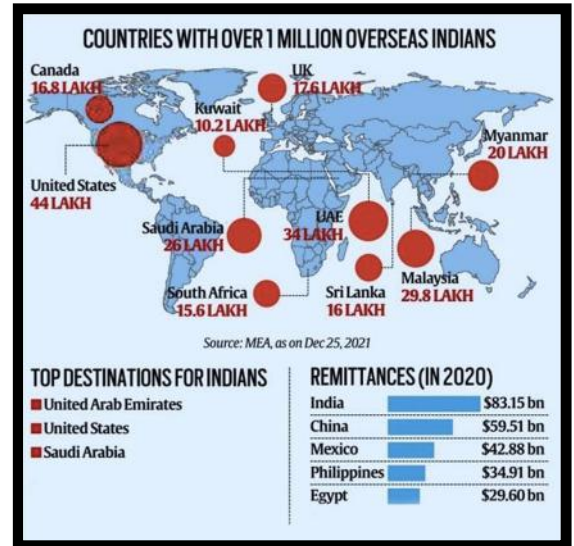 COUNTRIES WITH OVER 1 MILLION OVERSEAS INDIANS
Canada
16.8 LAKH
UK
17.6 LAKH
Kuwait
10.2 LAKH
Myanmar
20 LAKH
United States
44 LAKH
Saudi Arabia
26 LAKH
UAE
34 LAKH
South Africa
15.6 LAKH
Sri Lanka
16 LAKH
Malaysia
29.8 LAKH
Source: MEA, as on Dec 25, 2021
TOP DESTINATIONS FOR INDIANS
United Arab Emirates
United States
Saudi Arabia
REMITTANCES (IN 2020)
India $83.15 bn
China $59.51 bn
Mexico $42.88 bn
Philippines $34.91 bn
Egypt $29.60 bn